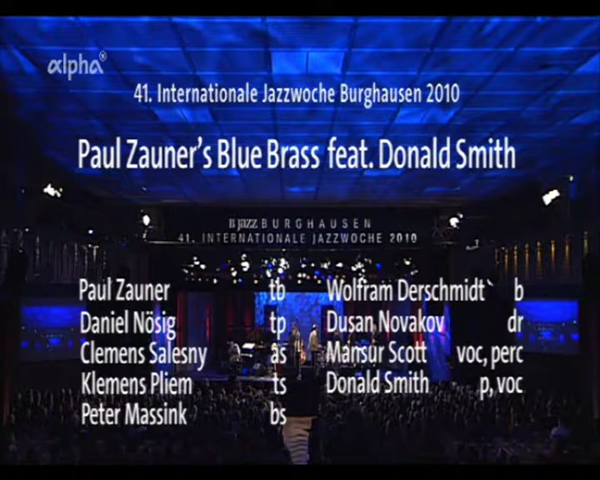 alpha
41. Internationale Jazzwoche Burghausen 2010
Paul Zauner's Blue Brass feat. Donald Smith
B jazz BURGHAUSEN
41. INTERNATIONALE JAZZWOCHE 2010
Paul Zauner tb
Daniel Nösig tp
Clemens Salesny as
Klemens Pliem ts
Peter Massink bs
Wolfram Derschmidt b
Dusan Novakov dr
Mansur Scott voc, perc
Donald Smith p, voc